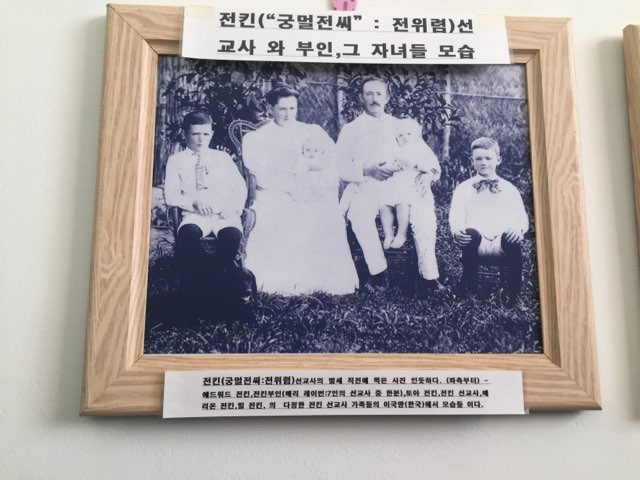 전킨(“궁멀전씨” : 전위렴)선
교사 와 부인,그 자녀들 모습
전킨(궁멀전씨:전위렴)선교사의 별세 직전에 찍은 사진 인듯하다. (좌측부터) -
에드워드 전킨,전킨부인(메리 레이번:7인의 선교사 중 한분),토아 전킨,전킨 선교사,메
리온 전킨,빌 전킨, 의 다정한 전킨 선교사 가족들의 이국땅(한국)에서 모습들 이다.